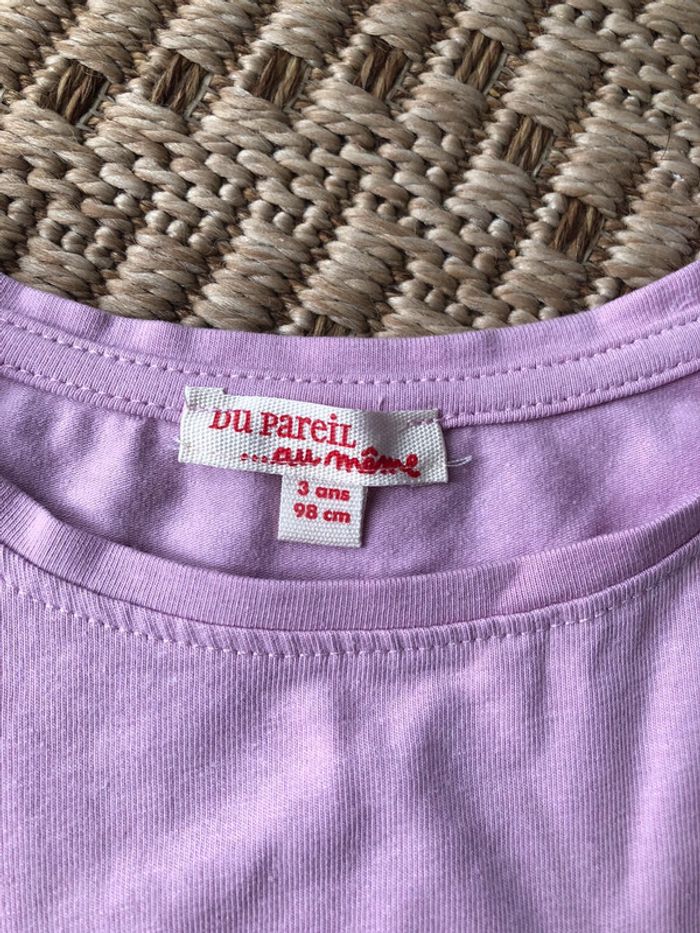 DU PAREIL
...au même
3 ans
98 cm